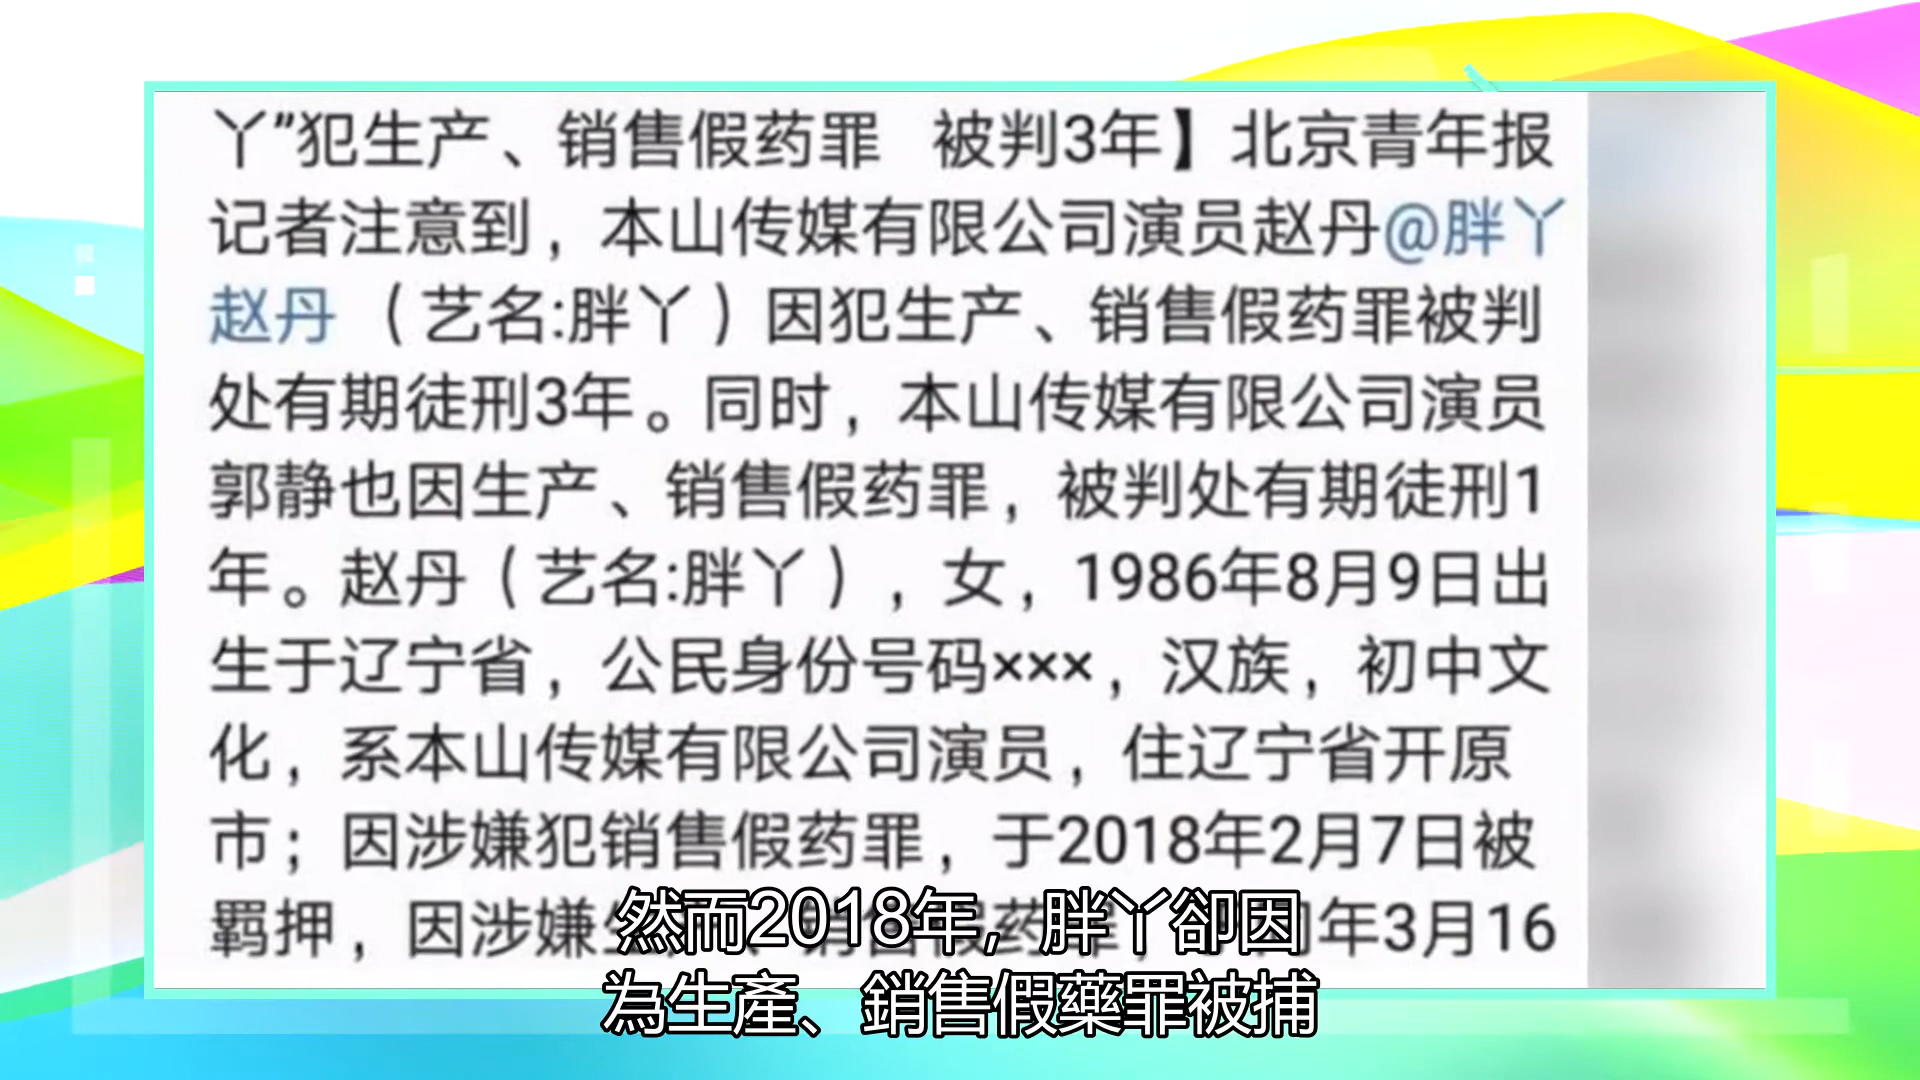 丫”犯生产、销售假药罪 被判3年】北京青年报
记者注意到，本山传媒有限公司演员赵丹@胖丫
赵丹（艺名:胖丫）因犯生产、销售假药罪被判
处有期徒刑3年。同时，本山传媒有限公司演员
郭静也因生产、销售假药罪，被判处有期徒刑1
年。赵丹（艺名:胖丫），女，1986年8月9日出
生于辽宁省，公民身份号码×××，汉族，初中文
化，系本山传媒有限公司演员，住辽宁省开原
市；因涉嫌犯销售假药罪，于2018年2月7日被
羁押，因涉嫌 年3月16
然而2018年，胖丫卻因
為生產、銷售假藥罪被捕